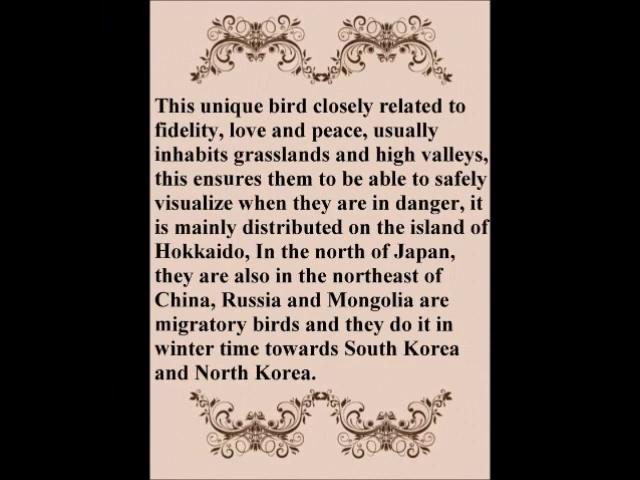 This unique bird closely related to
fidelity, love and peace, usually
inhabits grasslands and high valleys,
this ensures them to be able to safely
visualize when they are in danger, it
is mainly distributed on the island of
Hokkaido, In the north of Japan,
they are also in the northeast of
China, Russia and Mongolia are
migratory birds and they do it in
winter time towards South Korea
and North Korea.